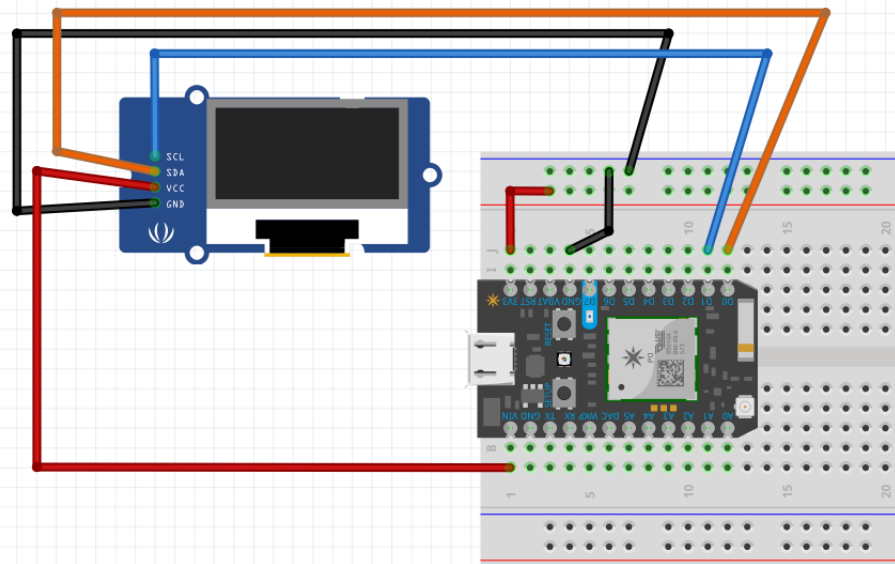 SCL
SDA
VCC
GND
5
10
15
20
J
I
3V3 RST VBAT GND D7 D6 D5 D4 D3 D2 D1 D0
RESET
P0
SETUP
VIN GND TX RX WKP DAC A5 A4 A3 A2 A1 A0
B
1
5
10
15
20